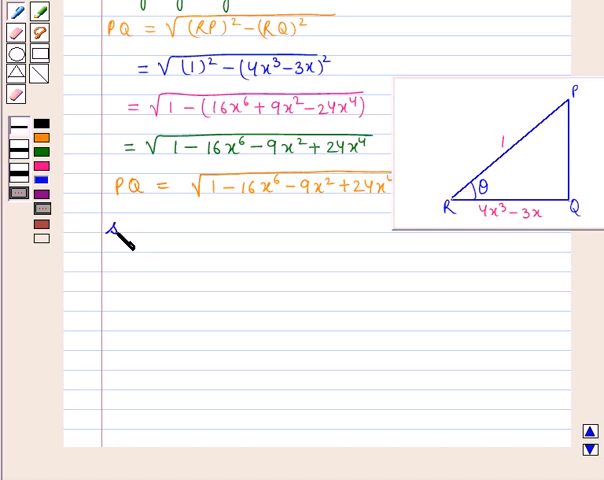 PQ = √(RP)² – (RQ)²
= √(1)² – (4x³ – 3x)²
= √1 – (16x⁶ + 9x² – 24x⁴)
= √1 – 16x⁶ – 9x² + 24x⁴
PQ = √1 – 16x⁶ – 9x² + 24x⁴
P
1
θ
R
4x³ – 3x
Q